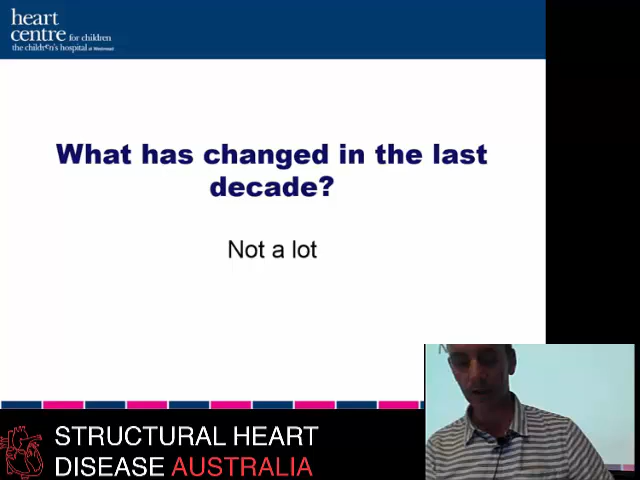 heart
centre for children
the children's hospital at Westmead
What has changed in the last
decade?
Not a lot
STRUCTURAL HEART
DISEASE AUSTRALIA